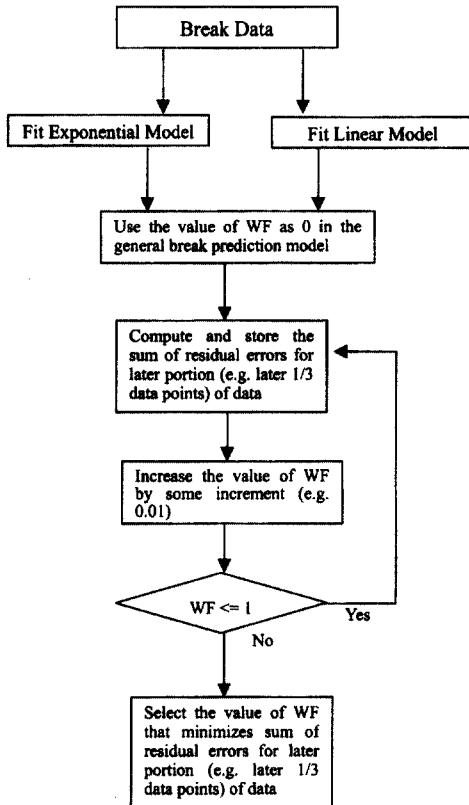 Break Data
Fit Exponential Model
Fit Linear Model
Use the value of WF as 0 in the
general break prediction model
Compute and store the
sum of residual errors for
later portion (e.g. later 1/3
data points) of data
Increase the value of WF
by some increment (e.g.
0.01)
WF <= 1
Yes
No
Select the value of WF
that minimizes sum of
residual errors for later
portion (e.g. later 1/3
data points) of data